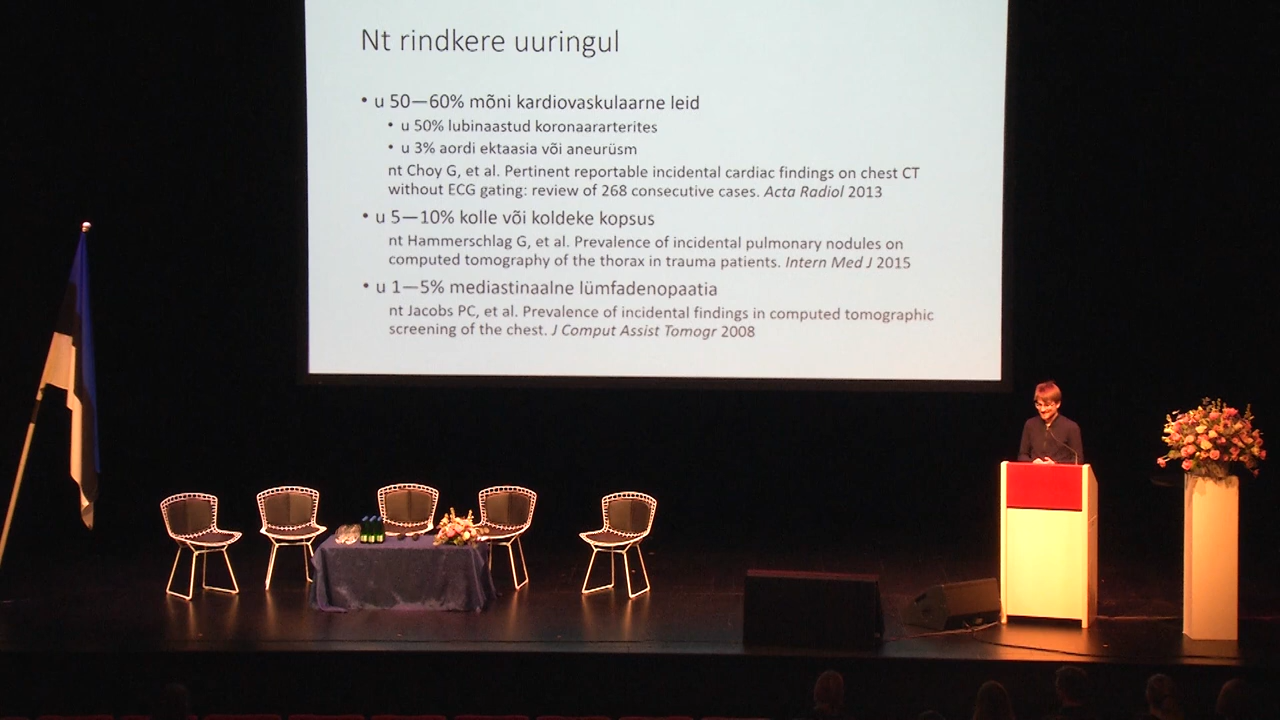 Nt rindkere uuringul
• u 50—60% mõni kardiovaskulaarne leid
• u 50% lubinaastud koronaararterites
• u 3% aordi ektaasia või aneurüsm
nt Choy G, et al. Pertinent reportable incidental cardiac findings on chest CT
without ECG gating: review of 268 consecutive cases. Acta Radiol 2013
• u 5—10% kolle või koldeke kopsus
nt Hammerschlag G, et al. Prevalence of incidental pulmonary nodules on
computed tomography of the thorax in trauma patients. Intern Med J 2015
• u 1—5% mediastinaalne lümfadenopaatia
nt Jacobs PC, et al. Prevalence of incidental findings in computed tomographic
screening of the chest. J Comput Assist Tomogr 2008